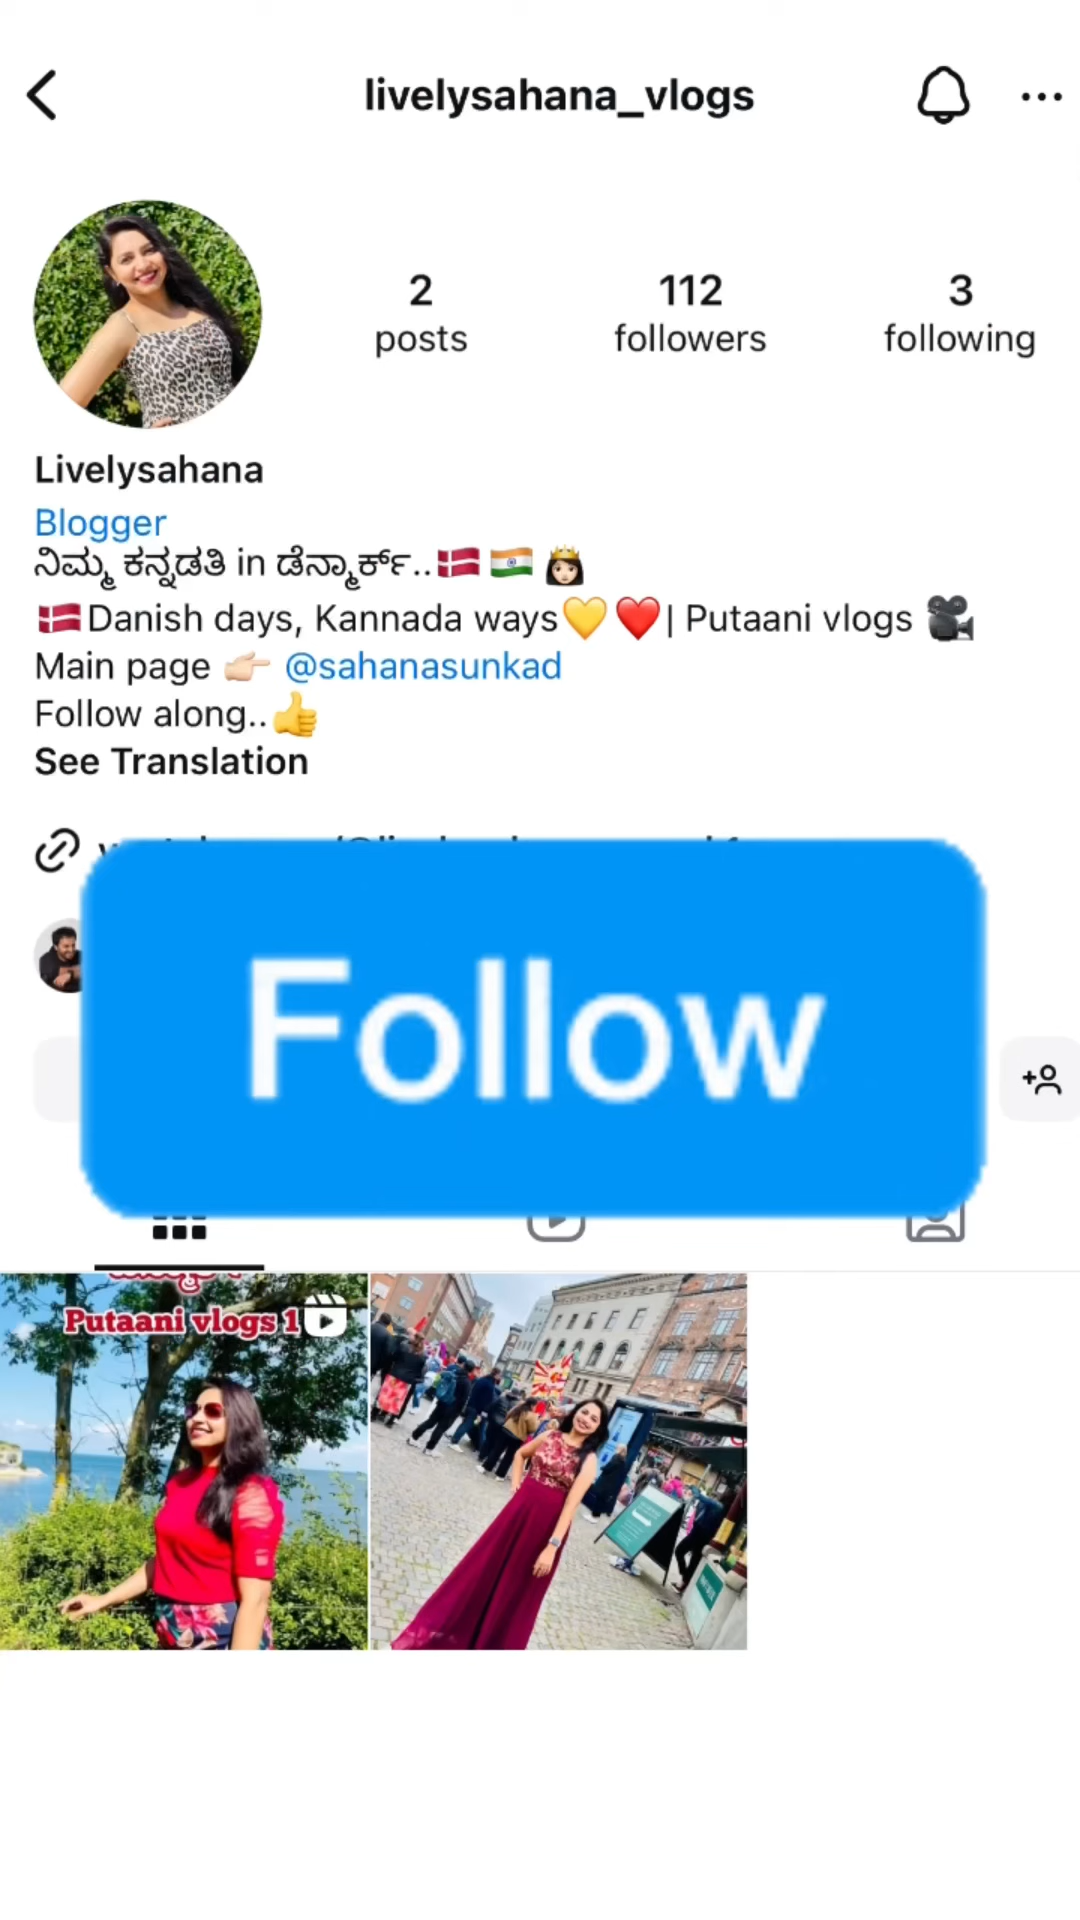 livelysahana_vlogs
2 112 3
posts followers following
Livelysahana
Blogger
ನಿಮ್ಮ ಕನ್ನಡತಿ in ಡೆನ್ಮಾರ್ಕ್..🇩🇰🇮🇳👸🏻
🇩🇰Danish days, Kannada ways💛❤️| Putaani vlogs 🎥
Main page 👉🏻 @sahanasunkad
Follow along..👍
See Translation
Follow
Putaani vlogs 1